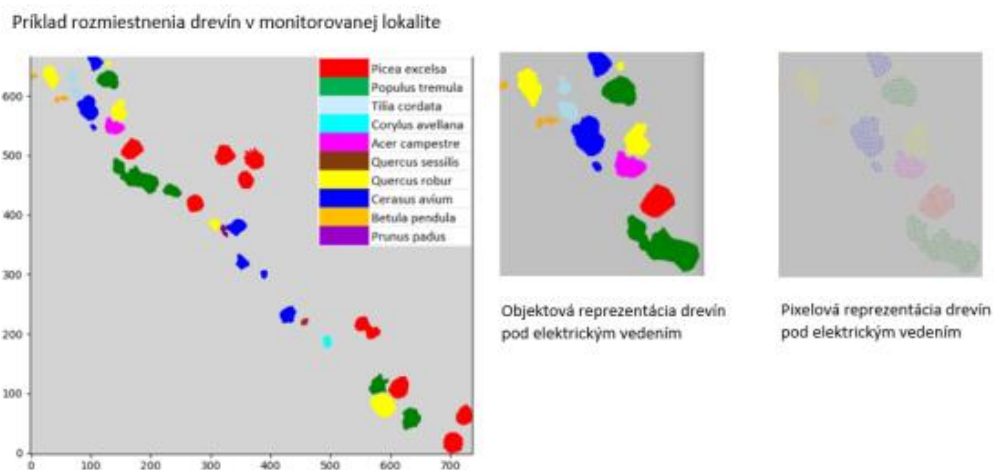 Príklad rozmiestnenia drevín v monitorovanej lokalite
Picea excelsa
Populus tremula
Tilia cordata
Corylus avellana
Acer campestre
Quercus sessilis
Quercus robur
Cerasus avium
Betula pendula
Prunus padus
600
500
400
300
200
100
0
0 100 200 300 400 500 600 700
Objektová reprezentácia drevín
pod elektrickým vedením
Pixelová reprezentácia drevín
pod elektrickým vedením